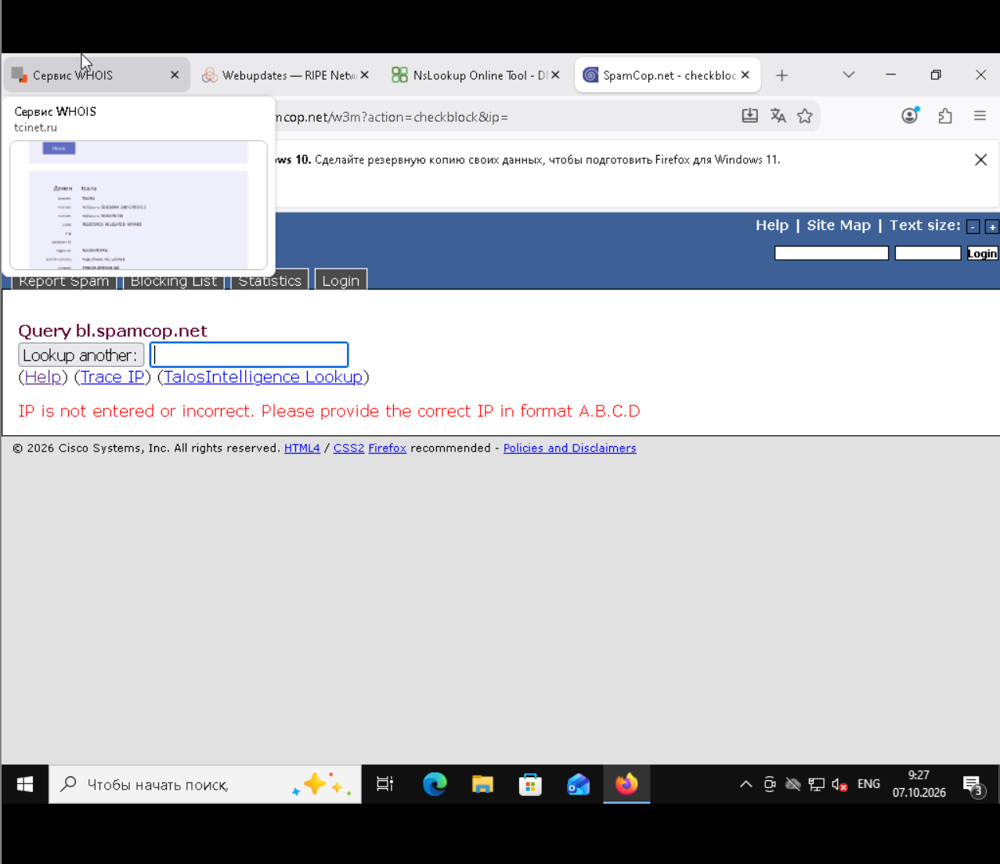 Сервис WHOIS
Webupdates — RIPE Netw
NsLookup Online Tool - D
SpamCop.net - checkbloc
Сервис WHOIS
tcinet.ru
mcop.net/w3m?action=checkblock&ip=
ws 10. Сделайте резервную копию своих данных, чтобы подготовить Firefox для Windows 11.
Домен
Help | Site Map | Text size: - +
Login
Report Spam
Blocking List
Statistics
Login
Query bl.spamcop.net
Lookup another:
(Help) (Trace IP) (TalosIntelligence Lookup)
IP is not entered or incorrect. Please provide the correct IP in format A.B.C.D
© 2026 Cisco Systems, Inc. All rights reserved. HTML4 / CSS2 Firefox recommended - Policies and Disclaimers
Чтобы начать поиск,
ENG
9:27
07.10.2026
3